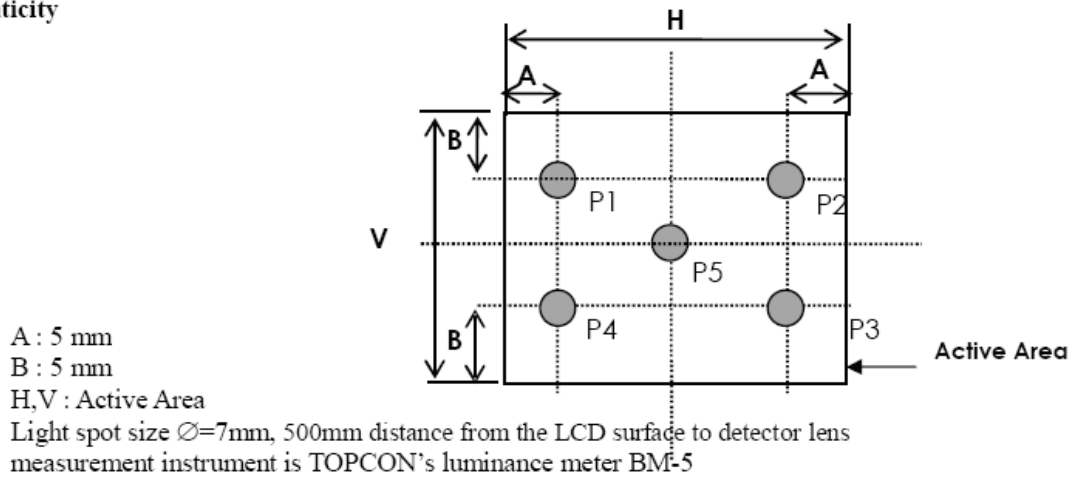 H
A A
B
P1 P2
V
P5
B P4 P3
Active Area
A : 5 mm
B : 5 mm
H,V : Active Area
Light spot size ∅=7mm, 500mm distance from the LCD surface to detector lens
measurement instrument is TOPCON's luminance meter BM-5